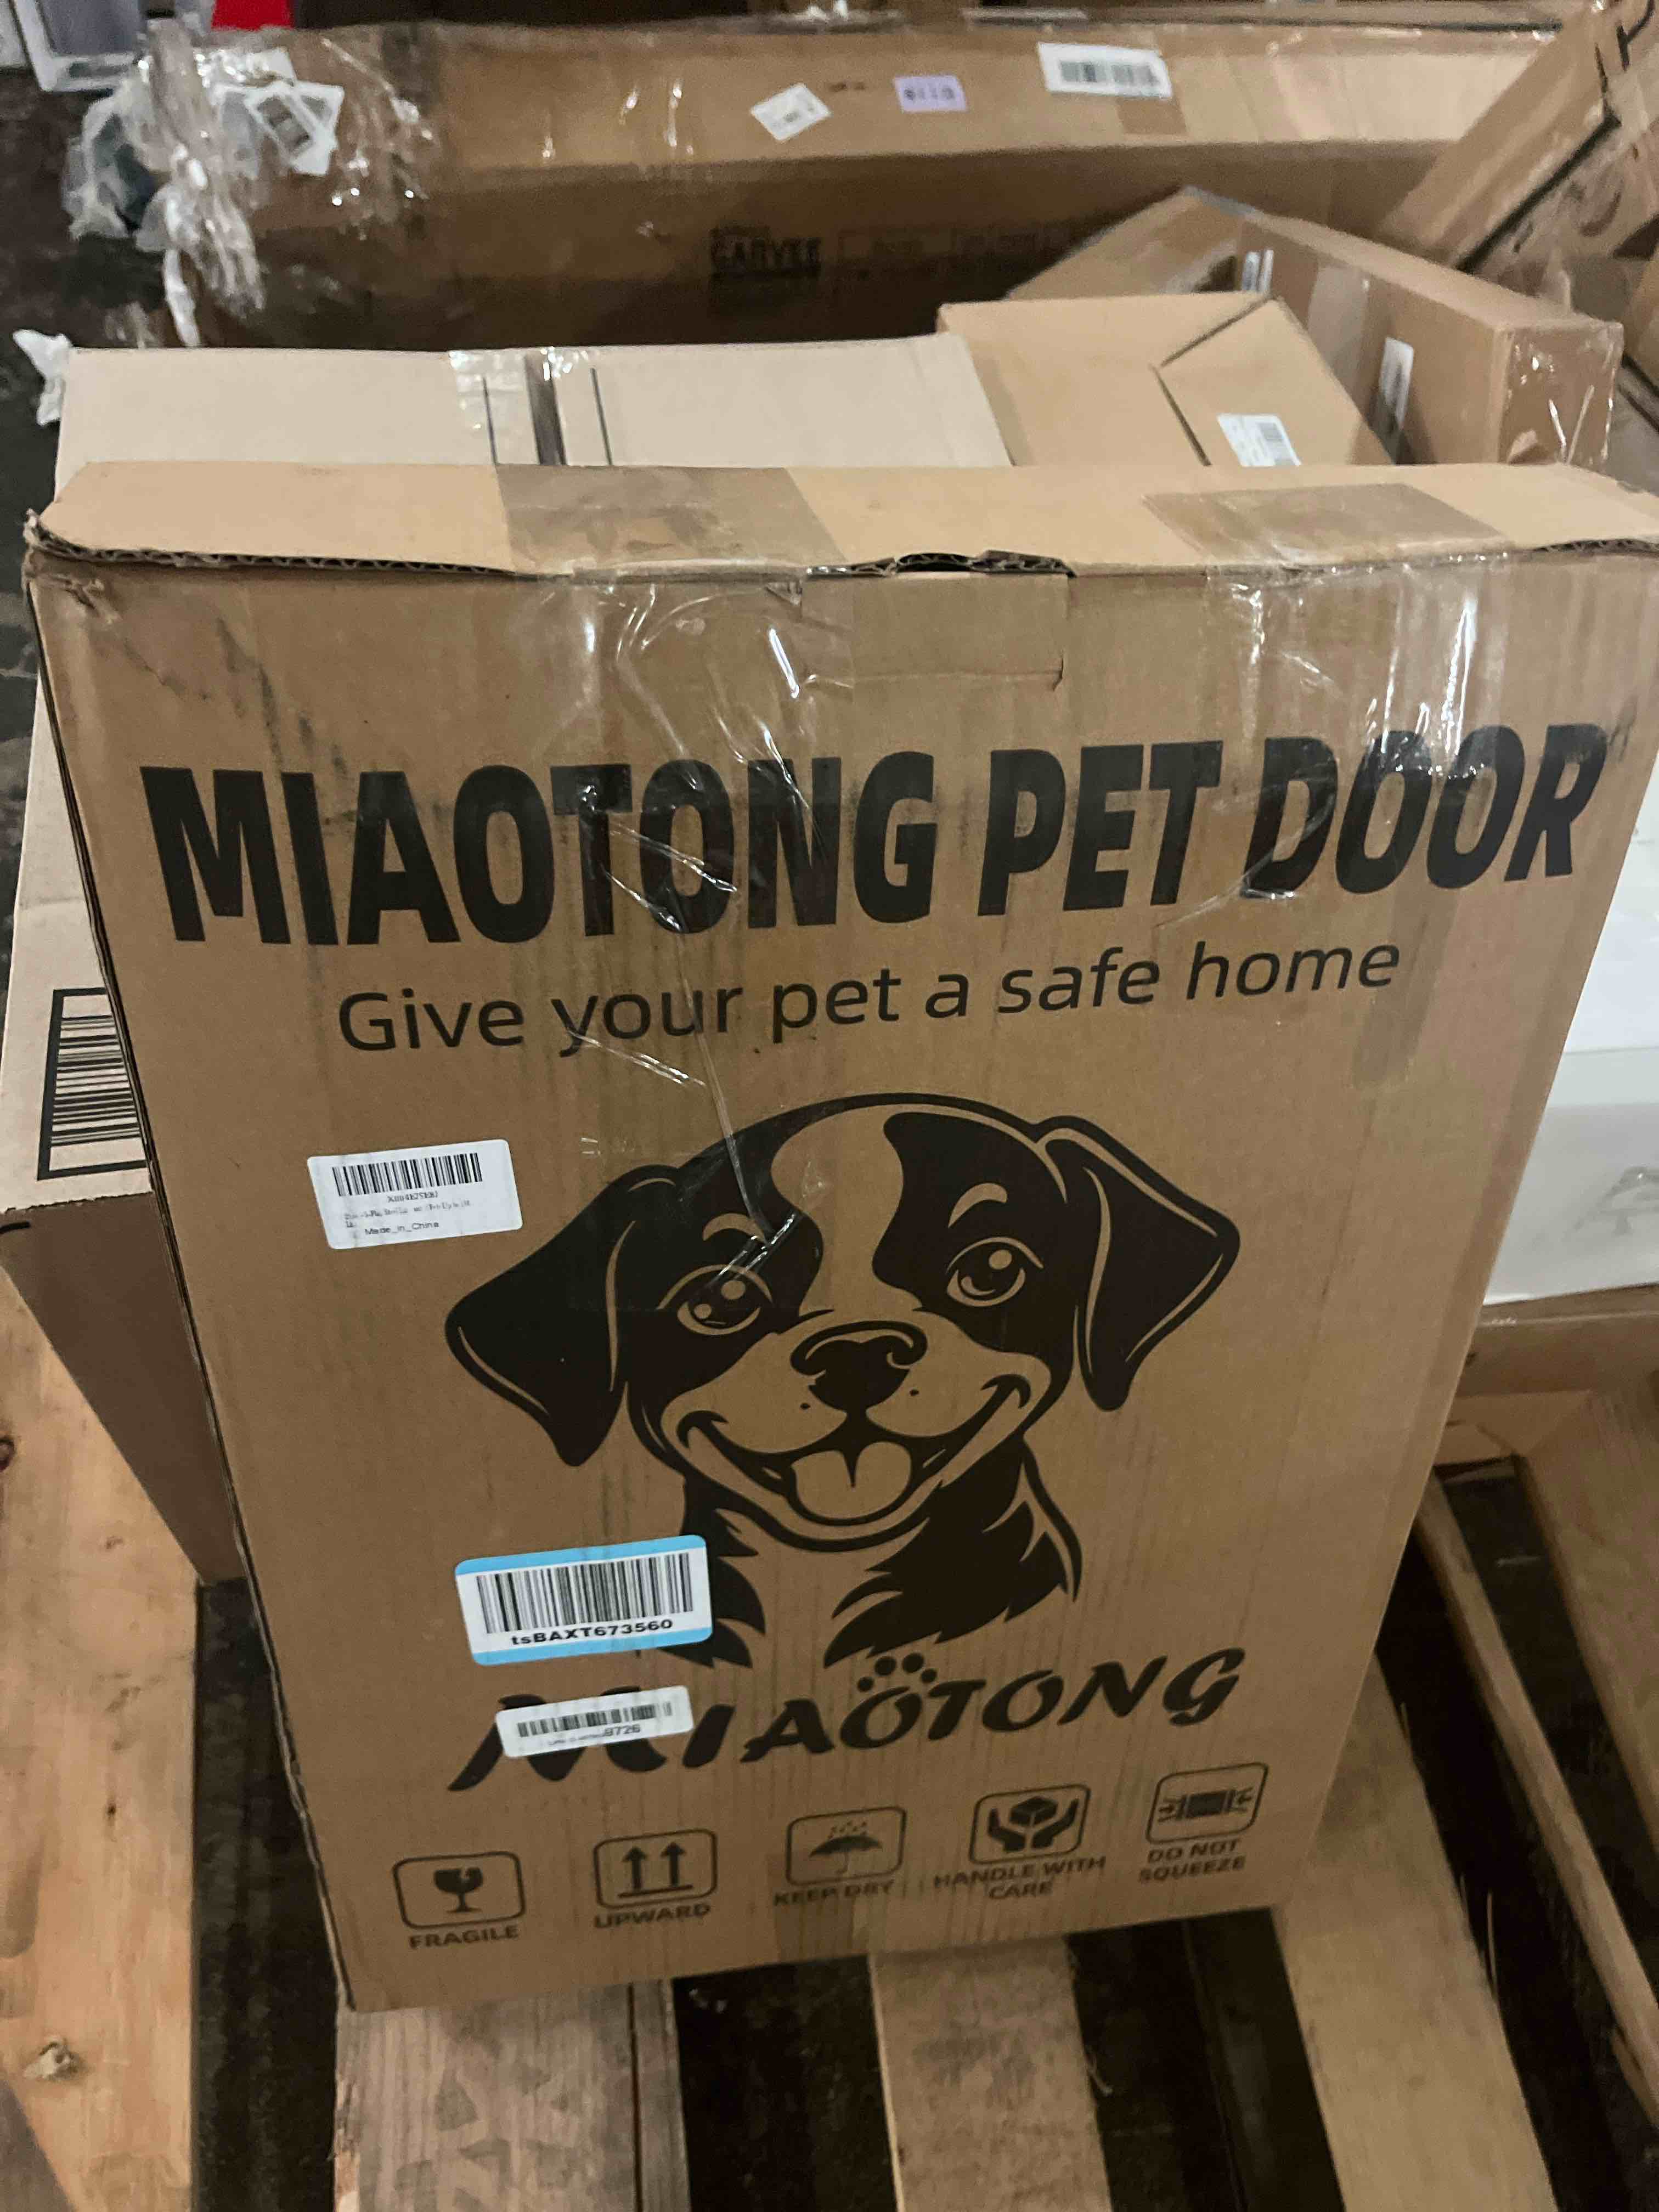 MIAOTONG PET DOOR
Give your pet a safe home
Made_in_China
tsBAXT673560
9726
MIAOTONG
FRAGILE
UPWARD
KEEP DRY
HANDLE WITH
CARE
DO NOT
SQUEEZE